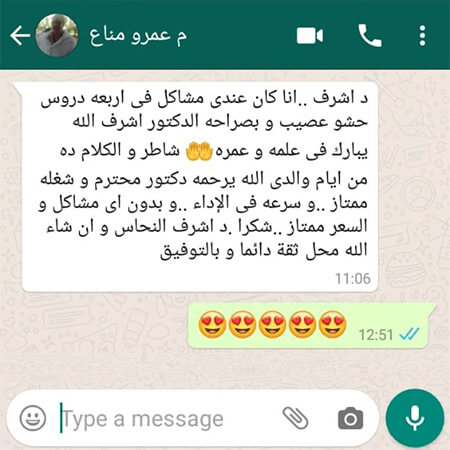 م عمرو مناع
د اشرف ..انا كان عندى مشاكل فى اربعه دروس
حشو عصيب و بصراحه الدكتور اشرف الله
يبارك فى علمه و عمره🤲 شاطر و الكلام ده
من ايام والدى الله يرحمه دكتور محترم و شغله
ممتاز ..و سرعه فى الإداء ..و بدون اى مشاكل و
السعر ممتاز ..شكرا .د اشرف النحاس و ان شاء
الله محل ثقة دائما و بالتوفيق
11:06
😍😍😍😍😍
12:51
Type a message